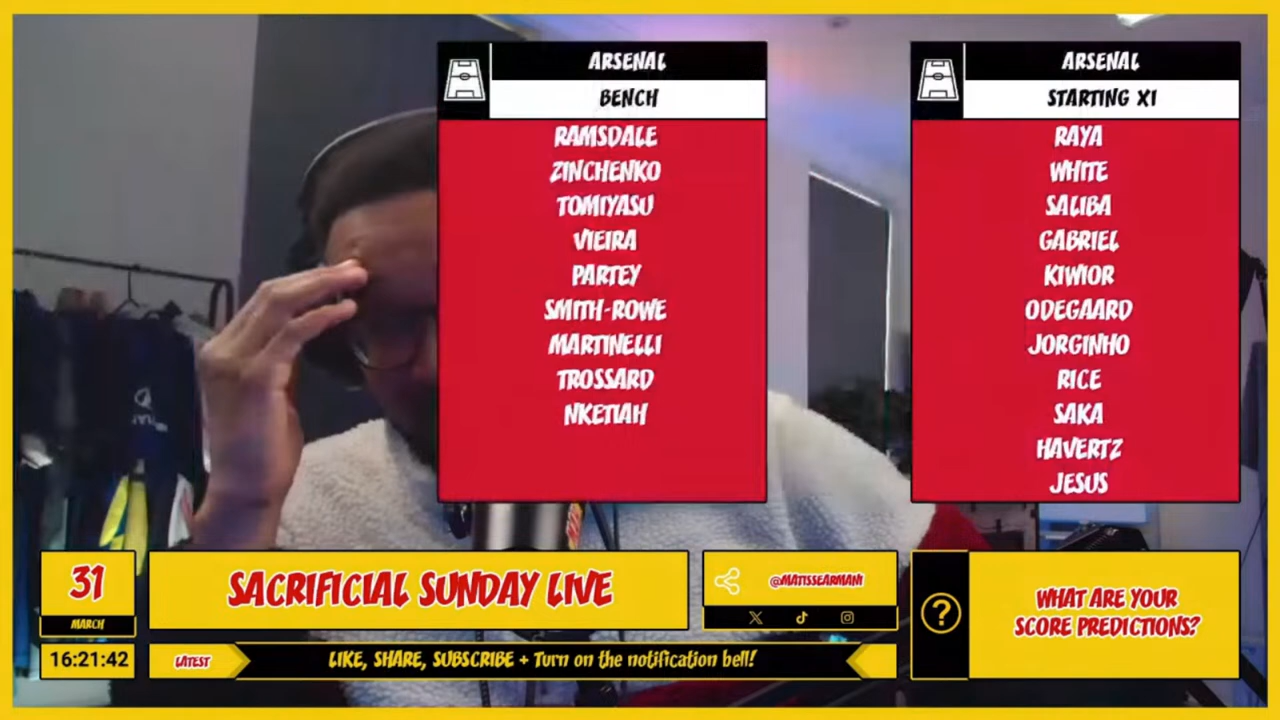 ARSENAL
BENCH
RAMSDALE
ZINCHENKO
TOMIYASU
VIEIRA
PARTEY
SMITH-ROWE
MARTINELLI
TROSSARD
NKETIAH
ARSENAL
STARTING XI
RAYA
WHITE
SALIBA
GABRIEL
KIWIOR
ODEGAARD
JORGINHO
RICE
SAKA
HAVERTZ
JESUS
31
MARCH
16:21:42
SACRIFICIAL SUNDAY LIVE
LATEST
LIKE, SHARE, SUBSCRIBE + Turn on the notification bell!
@MATISSEARMANI
?
WHAT ARE YOUR
SCORE PREDICTIONS?